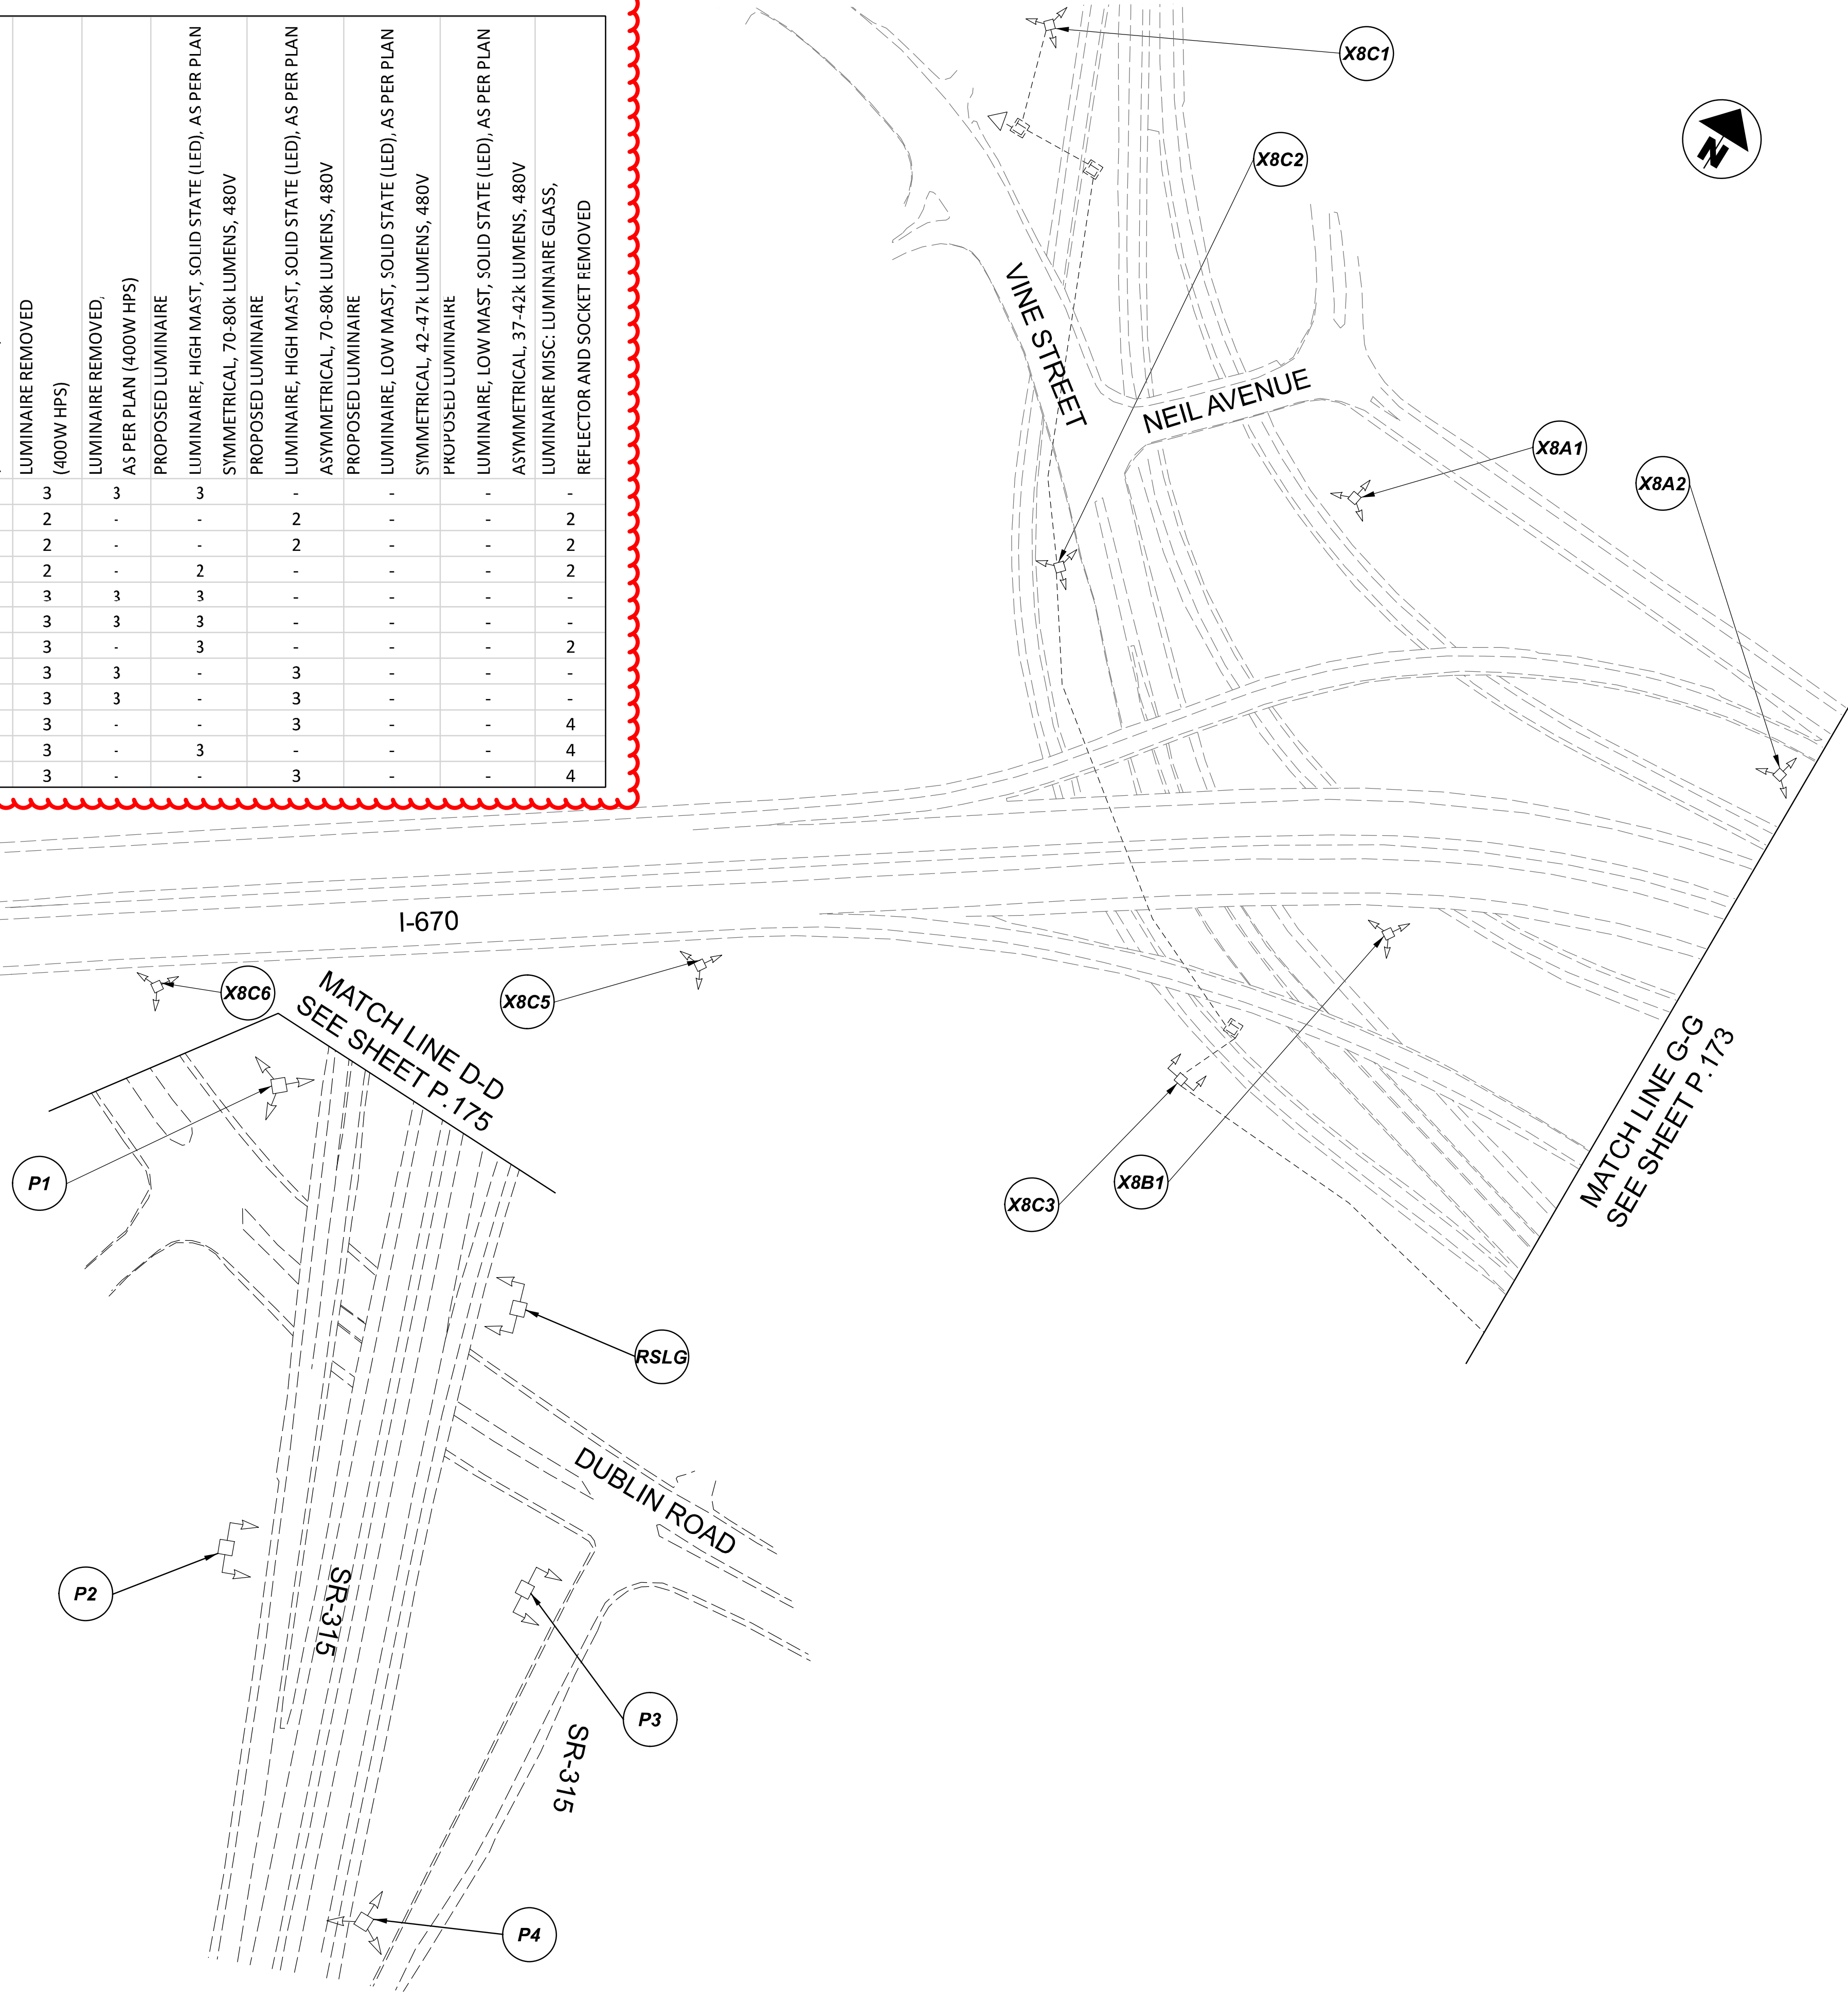 LUMINAIRE REMOVED
(400W HPS)
LUMINAIRE REMOVED,
AS PER PLAN (400W HPS)
PROPOSED LUMINAIRE
LUMINAIRE, HIGH MAST, SOLID STATE (LED), AS PER PLAN
SYMMETRICAL, 70-80k LUMENS, 480V
PROPOSED LUMINAIRE
LUMINAIRE, HIGH MAST, SOLID STATE (LED), AS PER PLAN
ASYMMETRICAL, 70-80k LUMENS, 480V
PROPOSED LUMINAIRE
LUMINAIRE, LOW MAST, SOLID STATE (LED), AS PER PLAN
SYMMETRICAL, 42-47k LUMENS, 480V
PROPOSED LUMINAIRE
LUMINAIRE, LOW MAST, SOLID STATE (LED), AS PER PLAN
ASYMMETRICAL, 37-42k LUMENS, 480V
LUMINAIRE MISC: LUMINAIRE GLASS,
REFLECTOR AND SOCKET REMOVED
3 3 3 - - - -
2 - - 2 - - 2
2 - - 2 - - 2
2 - 2 - - - 2
3 3 3 - - - -
3 3 3 - - - -
3 - 3 - - - 2
3 3 - 3 - - -
3 3 - 3 - - -
3 - - 3 - - 4
3 - 3 - - - 4
3 - - 3 - - 4
X8C1
N
X8C2
VINE STREET
NEIL AVENUE
X8A1
X8A2
I-670
X8C6
X8C5
MATCH LINE D-D
SEE SHEET P.175
MATCH LINE G-G
SEE SHEET P.173
P1
X8C3
X8B1
RSLG
DUBLIN ROAD
P2
SR-315
P3
SR-315
P4